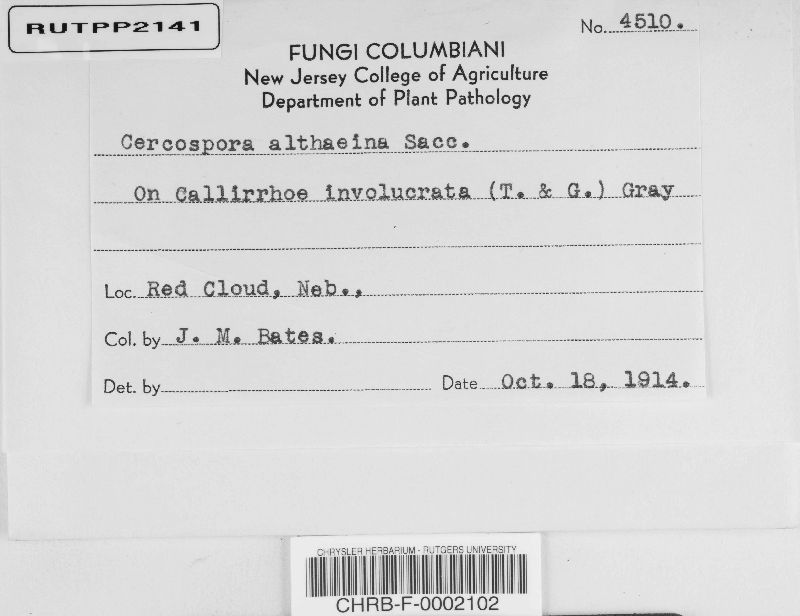 RUTPP2141
No. 4510.
FUNGI COLUMBIANI
New Jersey College of Agriculture
Department of Plant Pathology
Cercospora althaeina Sacc.
On Callirrhoe involucrata (T. & G.) Gray
Loc. Red Cloud, Neb.,
Col. by J. M. Bates.
Det. by Date Oct. 18, 1914.
CHRYSLER HERBARIUM - RUTGERS UNIVERSITY
CHRB-F-0002102